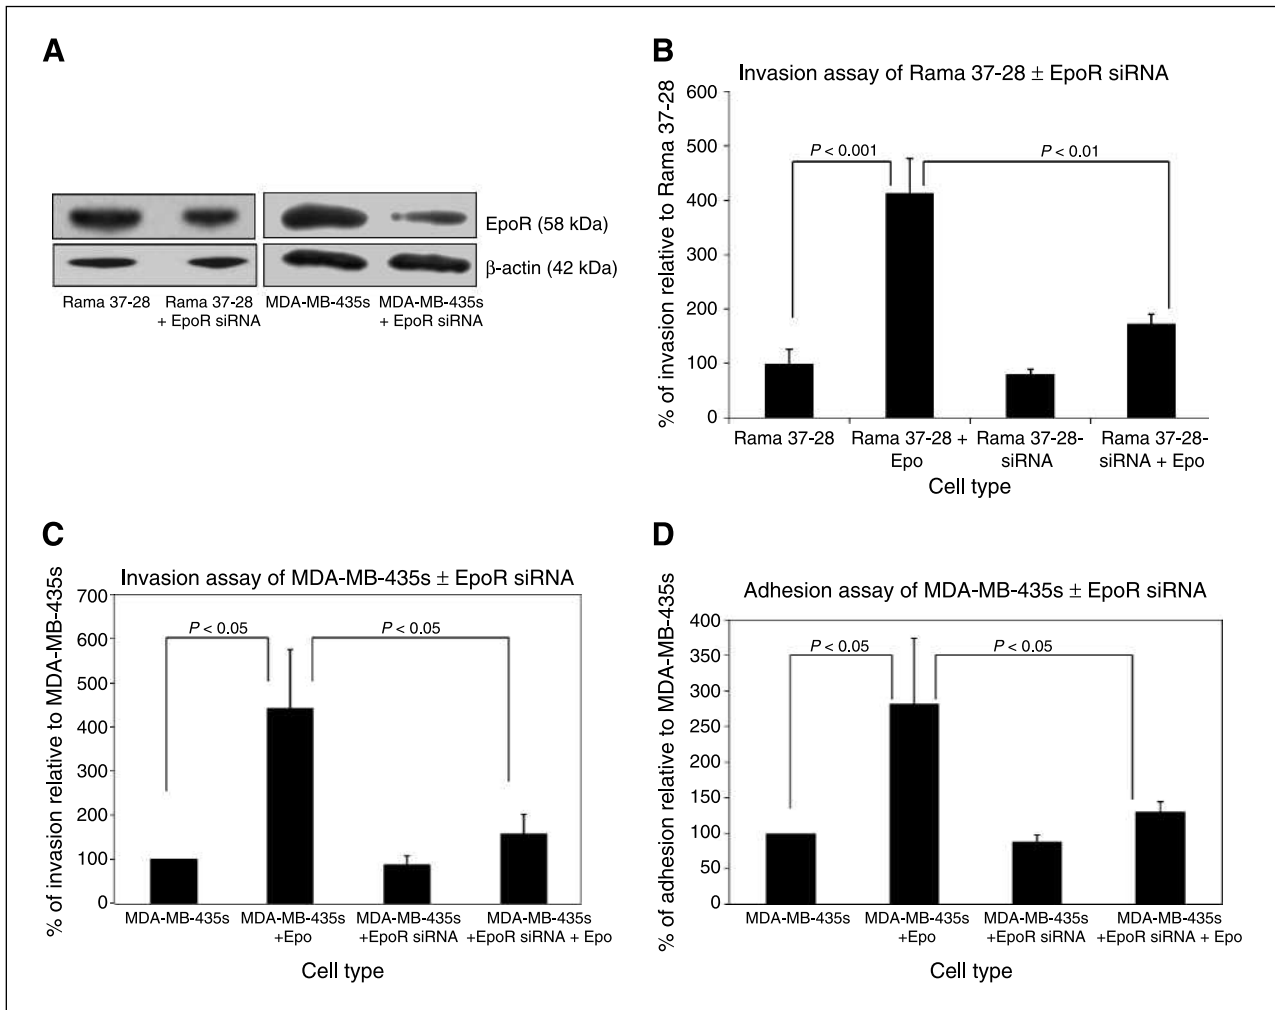 A
EpoR (58 kDa)
β-actin (42 kDa)
Rama 37-28
Rama 37-28
+ EpoR siRNA
MDA-MB-435s
MDA-MB-435s
+ EpoR siRNA
B
Invasion assay of Rama 37-28 ± EpoR siRNA
% of invasion relative to Rama 37-28
600
500
400
300
200
100
0
P < 0.001
P < 0.01
Rama 37-28
Rama 37-28 +
Epo
Rama 37-28-
siRNA
Rama 37-28-
siRNA + Epo
Cell type
C
Invasion assay of MDA-MB-435s ± EpoR siRNA
% of invasion relative to MDA-MB-435s
700
600
500
400
300
200
100
0
P < 0.05
P < 0.05
MDA-MB-435s
MDA-MB-435s
+Epo
MDA-MB-435s
+EpoR siRNA
MDA-MB-435s
+EpoR siRNA + Epo
Cell type
D
Adhesion assay of MDA-MB-435s ± EpoR siRNA
% of adhesion relative to MDA-MB-435s
400
350
300
250
200
150
100
50
0
P < 0.05
P < 0.05
MDA-MB-435s
MDA-MB-435s
+Epo
MDA-MB-435s
+EpoR siRNA
MDA-MB-435s
+EpoR siRNA + Epo
Cell type